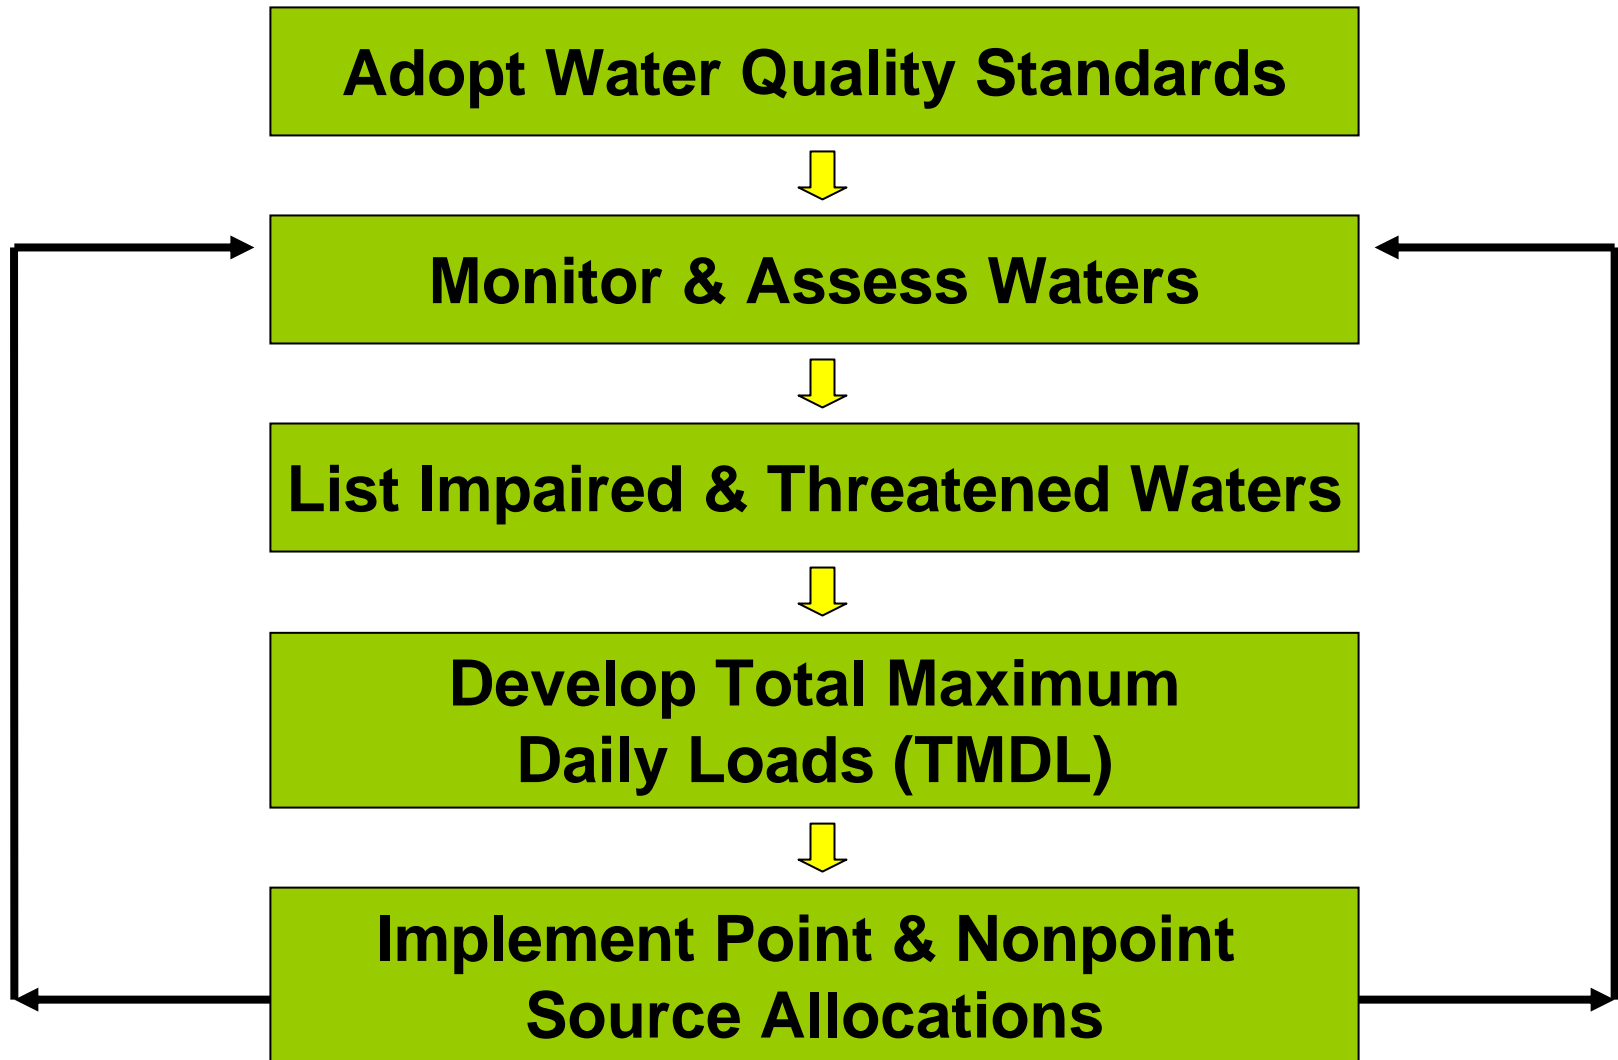 Adopt Water Quality Standards
Monitor & Assess Waters
List Impaired & Threatened Waters
Develop Total Maximum
Daily Loads (TMDL)
Implement Point & Nonpoint
Source Allocations